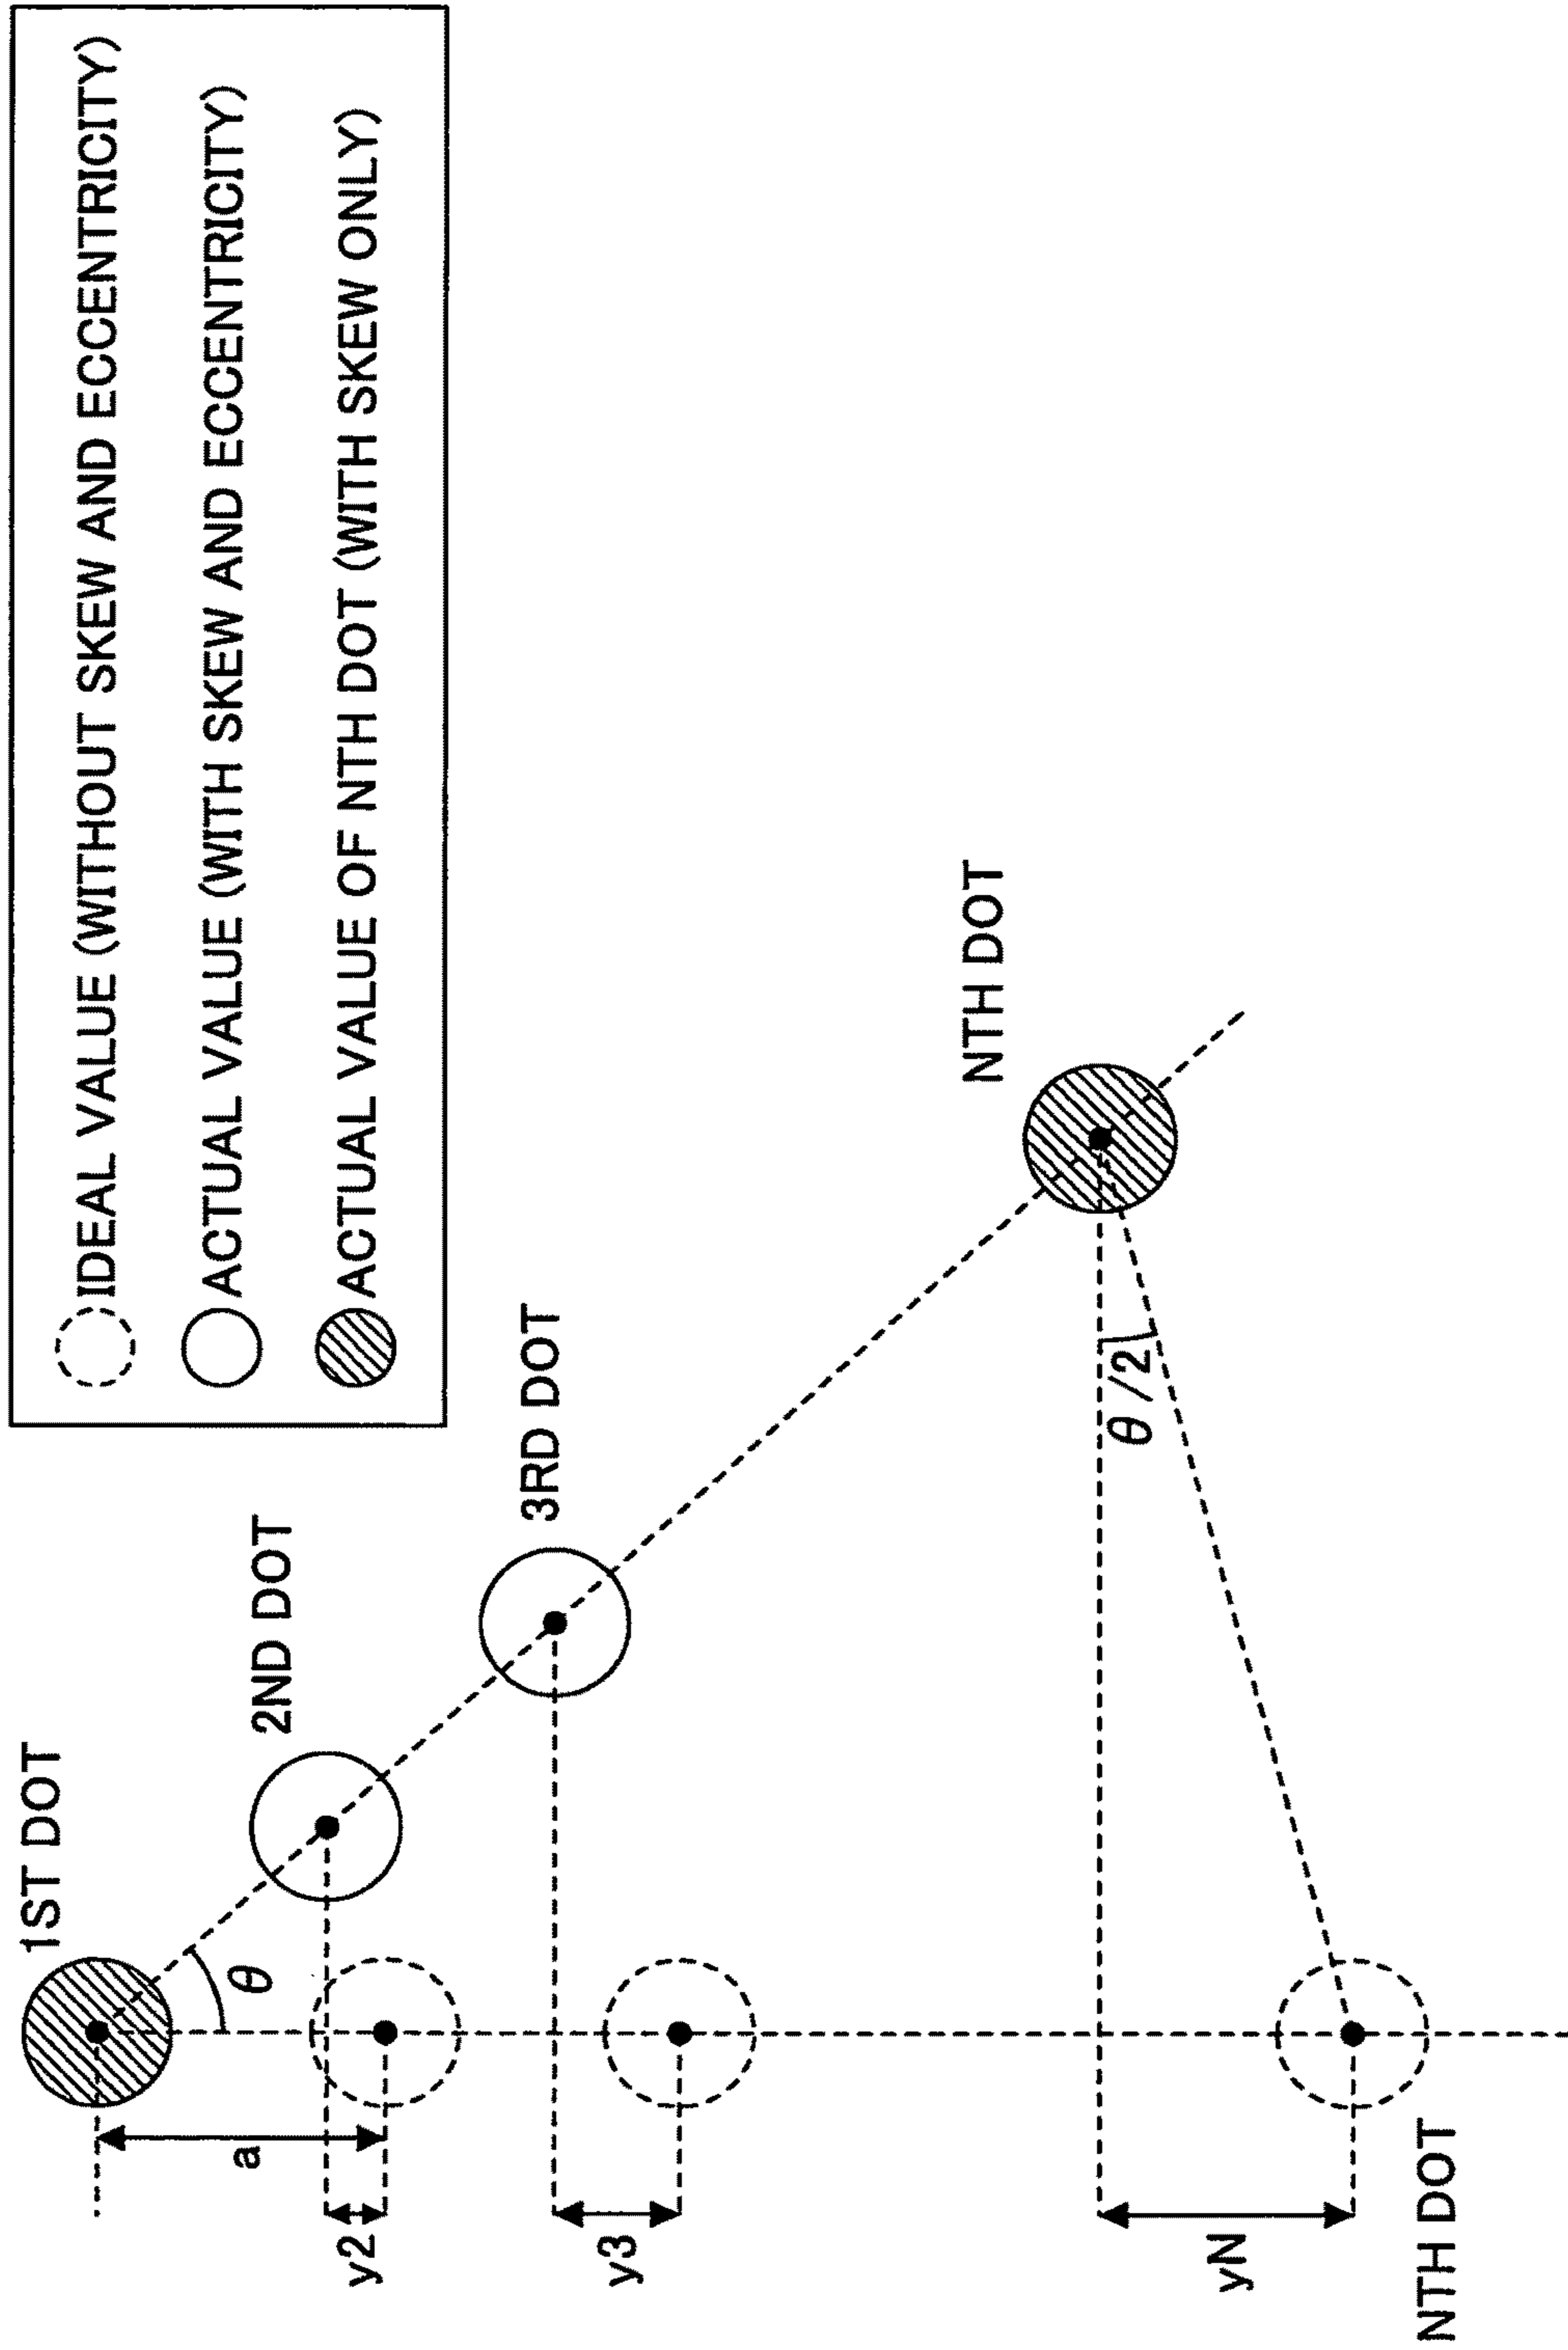 IDEAL VALUE (WITHOUT SKEW AND ECCENTRICITY)
ACTUAL VALUE (WITH SKEW AND ECCENTRICITY)
ACTUAL VALUE OF NTH DOT (WITH SKEW ONLY)
1ST DOT
2ND DOT
3RD DOT
NTH DOT
θ
θ/2
a
y2
y3
yN
NTH DOT